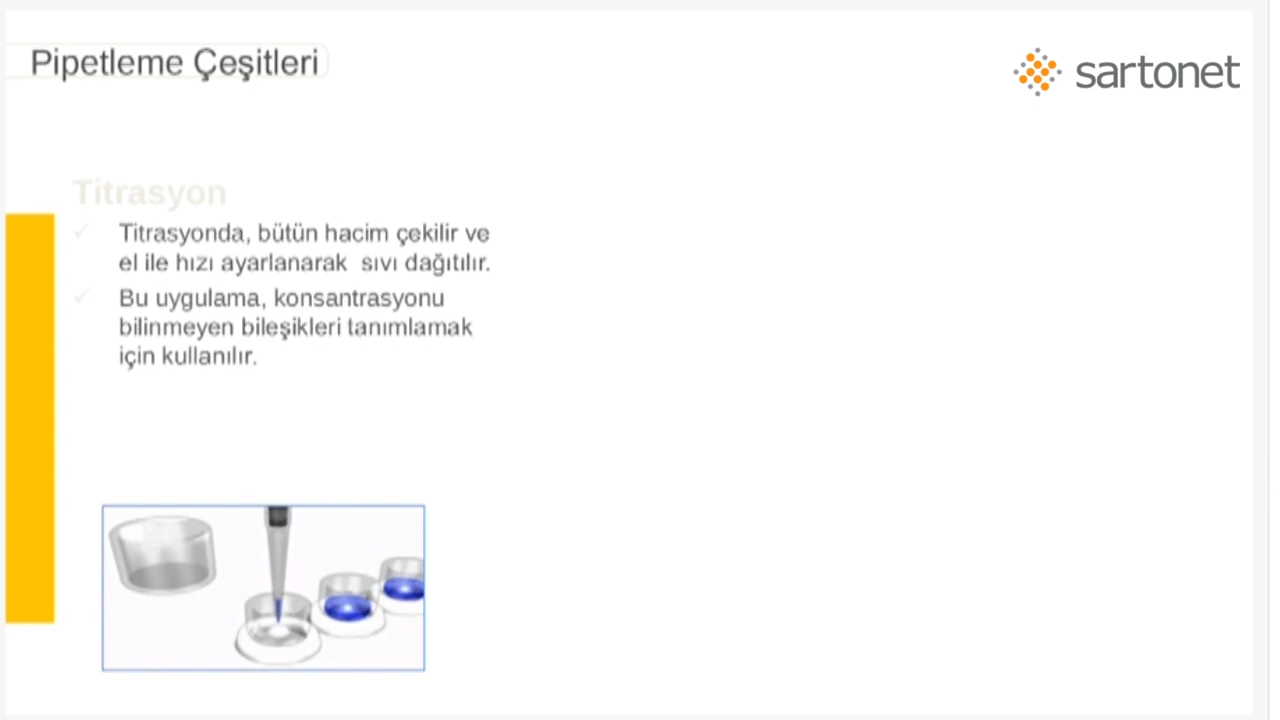 Pipetleme Çeşitleri
sartonet
Titrasyon
✓ Titrasyonda, bütün hacim çekilir ve
el ile hızı ayarlanarak  sıvı dağıtılır.
✓ Bu uygulama, konsantrasyonu
bilinmeyen bileşikleri tanımlamak
için kullanılır.